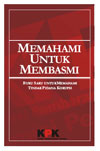 MEMAHAMI
UNTUK
MEMBASMI
BUKU SAKU UNTUK MEMAHAMI
TINDAK PIDANA KORUPSI
KPK